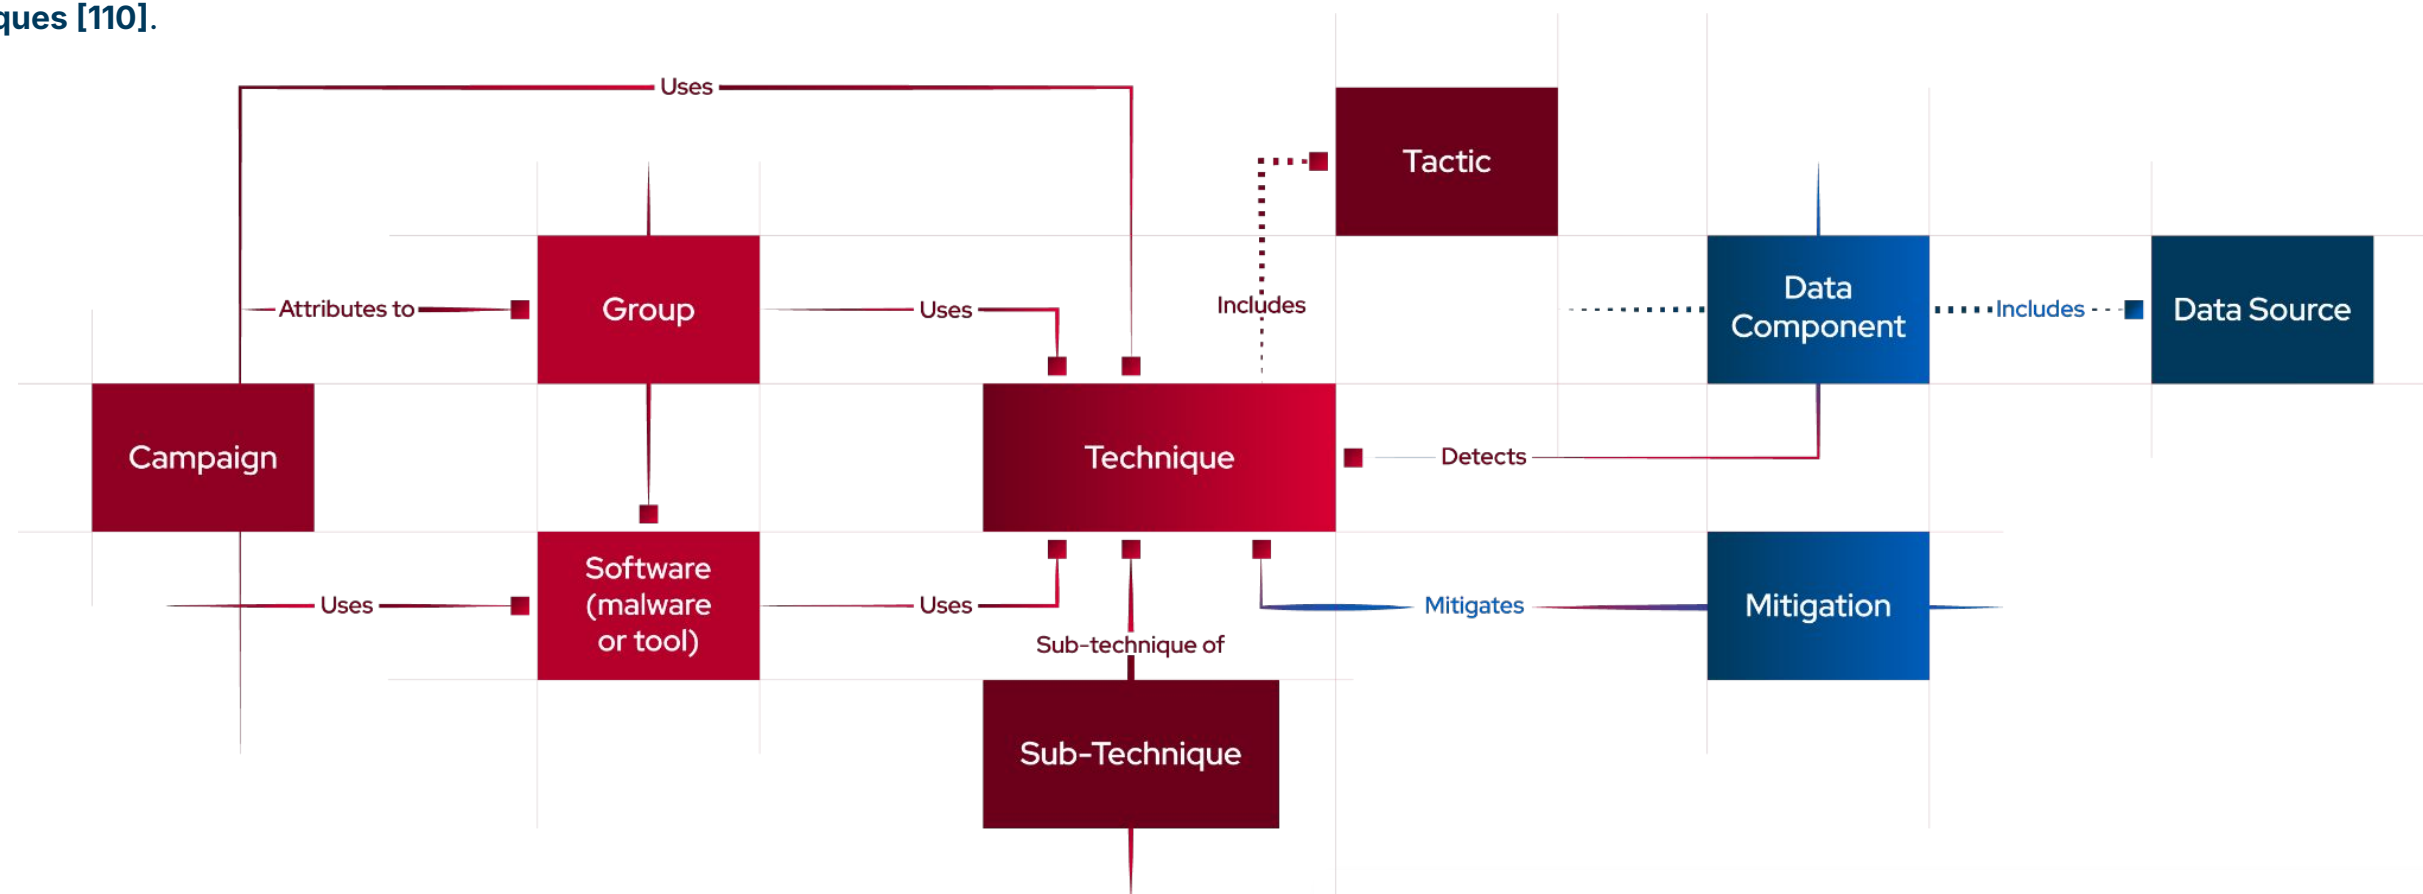 ques [110].
Uses
Tactic
Attributes to
Group
Uses
Includes
Data
Component
Includes
Data Source
Campaign
Technique
Detects
Uses
Software
(malware
or tool)
Uses
Mitigates
Mitigation
Sub-technique of
Sub-Technique